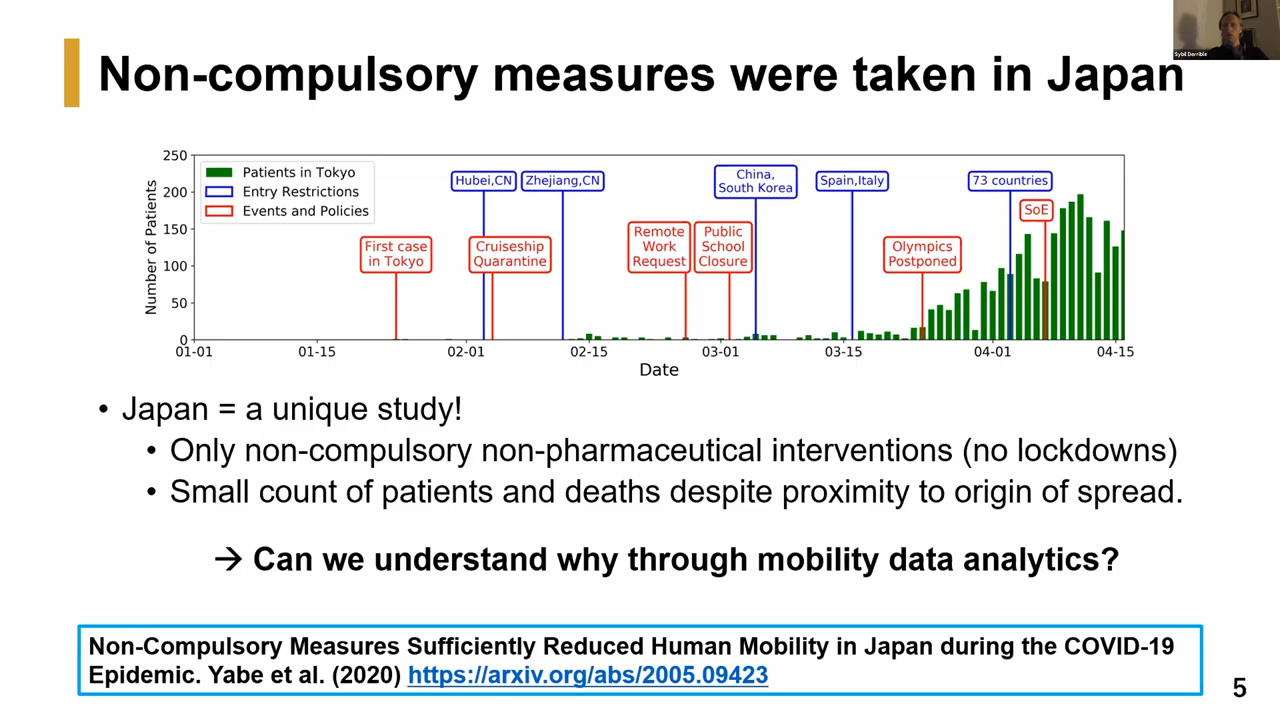 Sybil Derrible
Non-compulsory measures were taken in Japan
250
200
150
100
50
0
Number of Patients
Patients in Tokyo
Entry Restrictions
Events and Policies
First case
in Tokyo
Hubei,CN
Cruiseship
Quarantine
Zhejiang,CN
Remote
Work
Request
Public
School
Closure
China,
South Korea
Spain,Italy
Olympics
Postponed
73 countries
SoE
01-01
01-15
02-01
02-15
03-01
03-15
04-01
04-15
Date
• Japan = a unique study!
• Only non-compulsory non-pharmaceutical interventions (no lockdowns)
• Small count of patients and deaths despite proximity to origin of spread.
→ Can we understand why through mobility data analytics?
Non-Compulsory Measures Sufficiently Reduced Human Mobility in Japan during the COVID-19
Epidemic. Yabe et al. (2020) https://arxiv.org/abs/2005.09423
5